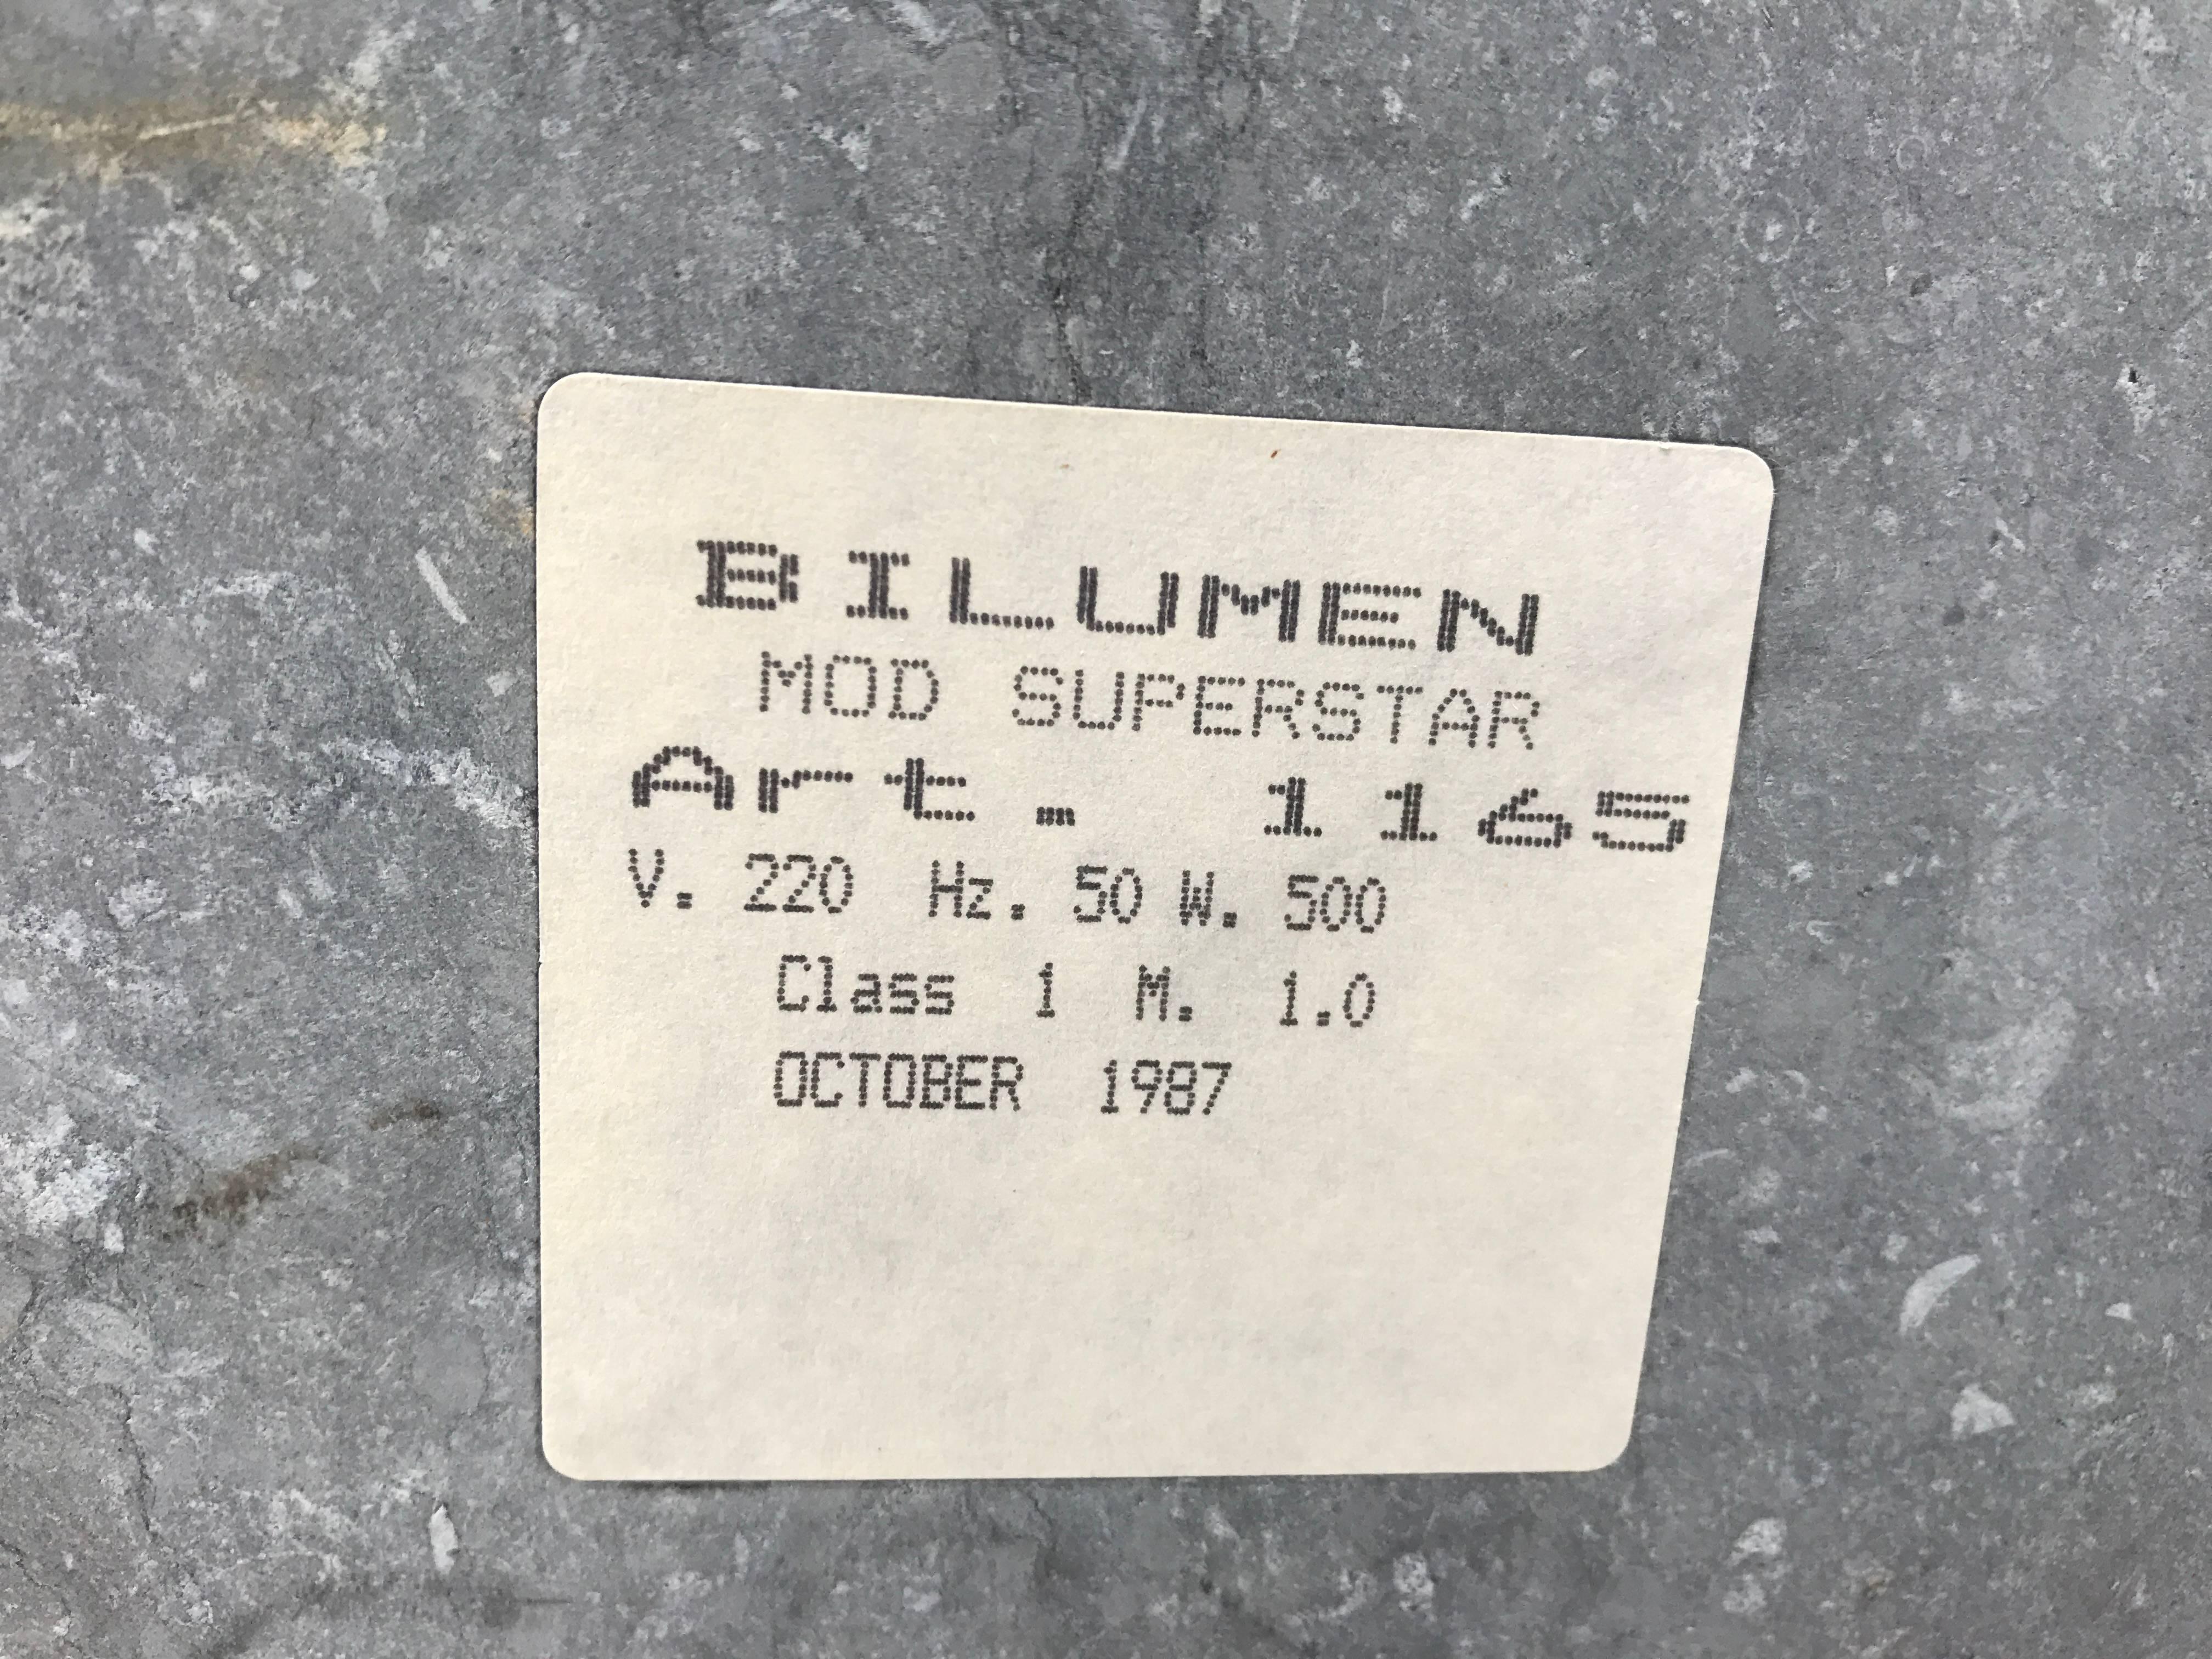 BILUMEN
MOD SUPERSTAR
Art. 1165
V. 220 Hz. 50 W. 500
Class 1 M. 1.0
OCTOBER 1987